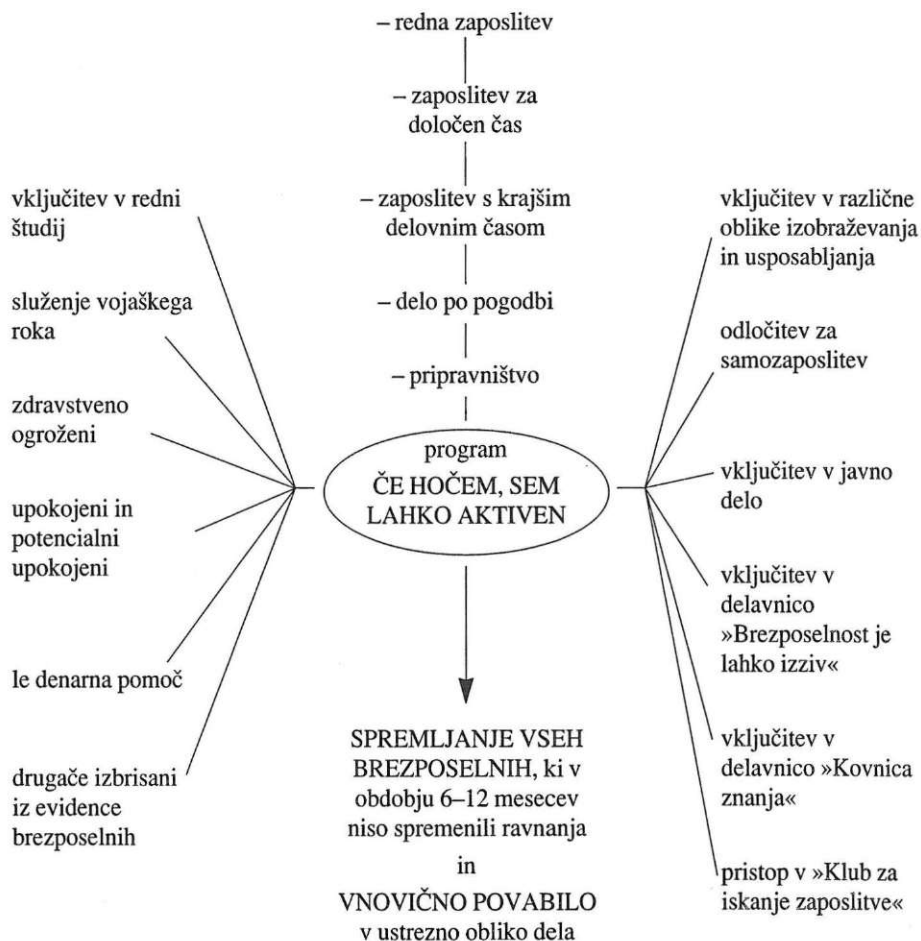 – redna zaposlitev
– zaposlitev za
določen čas
– zaposlitev s krajšim
delovnim časom
– delo po pogodbi
– pripravništvo
vključitev v redni
študij
služenje vojaškega
roka
zdravstveno
ogroženi
upokojeni in
potencialni
upokojeni
le denarna pomoč
drugače izbrisani
iz evidence
brezposelnih
program
ČE HOČEM, SEM
LAHKO AKTIVEN
SPREMLJANJE VSEH
BREZPOSELNIH, ki v
obdobju 6–12 mesecev
niso spremenili ravnanja
in
VNOVIČNO POVABILO
v ustrezno obliko dela
vključitev v različne
oblike izobraževanja
in usposabljanja
odločitev za
samozaposlitev
vključitev v javno
delo
vključitev v
delavnico
»Brezposelnost je
lahko izziv«
vključitev v
delavnico »Kovnica
znanja«
pristop v »Klub za
iskanje zaposlitve«